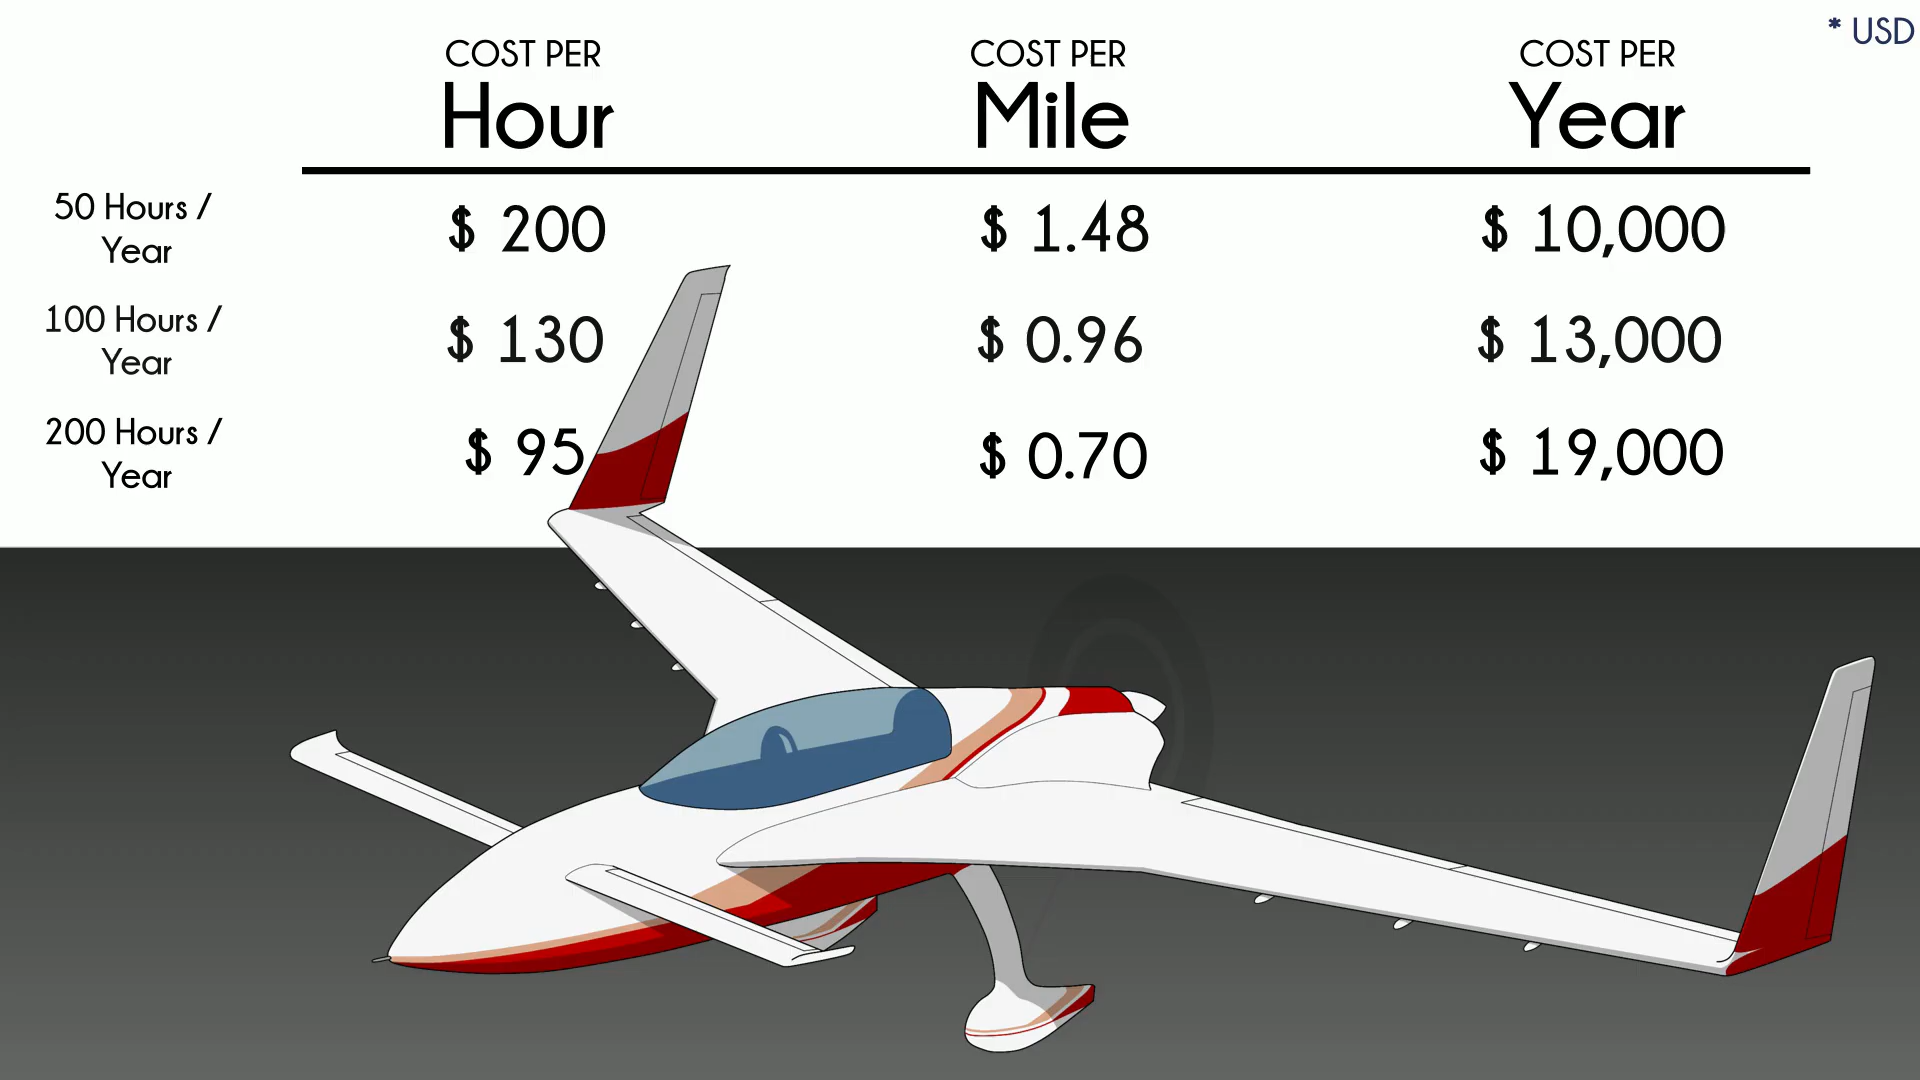 * USD
COST PER COST PER COST PER
Hour Mile Year
50 Hours / Year $ 200 $ 1.48 $ 10,000
100 Hours / Year $ 130 $ 0.96 $ 13,000
200 Hours / Year $ 95 $ 0.70 $ 19,000